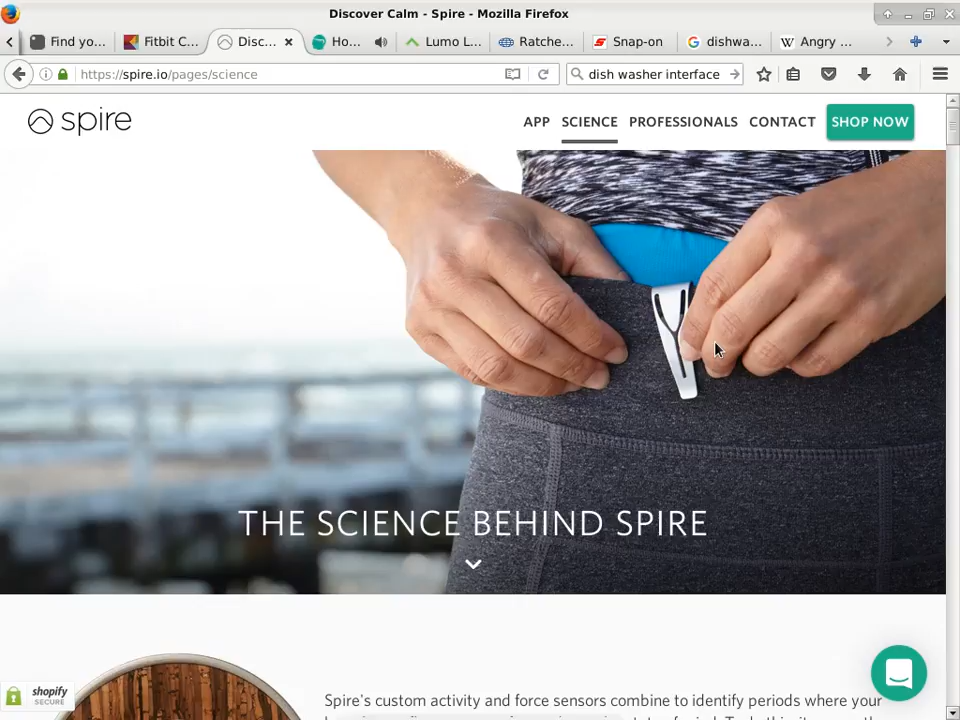 Discover Calm - Spire - Mozilla Firefox
Find yo...
Fitbit C...
Disc...
Ho...
Lumo L...
Ratche...
Snap-on
dishwa...
Angry ...
https://spire.io/pages/science
dish washer interface
spire
APP SCIENCE PROFESSIONALS CONTACT SHOP NOW
THE SCIENCE BEHIND SPIRE
shopify
SECURE
Spire's custom activity and force sensors combine to identify periods where your